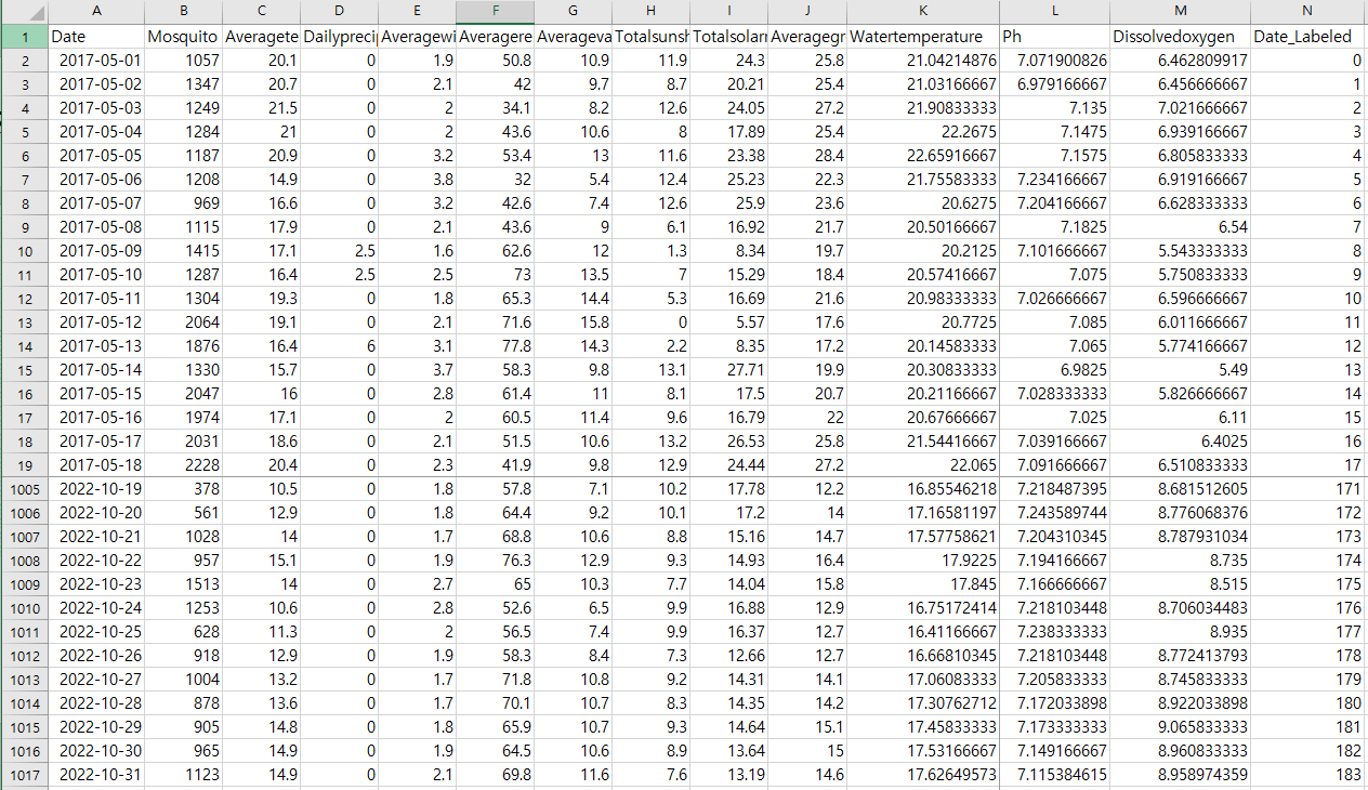 A B C D E F G H I J K L M N
1 Date Mosquito Averagete Dailypreci Averagewi Averagere Averageva Totalsunsh Totalsolar Averagegr Watertemperature Ph Dissolvedoxygen Date_Labeled
2 2017-05-01 1057 20.1 0 1.9 50.8 10.9 11.9 24.3 25.8 21.04214876 7.071900826 6.462809917 0
3 2017-05-02 1347 20.7 0 2.1 42 9.7 8.7 20.21 25.4 21.03166667 6.979166667 6.456666667 1
4 2017-05-03 1249 21.5 0 2 34.1 8.2 12.6 24.05 27.2 21.90833333 7.135 7.021666667 2
5 2017-05-04 1284 21 0 2 43.6 10.6 8 17.89 25.4 22.2675 7.1475 6.939166667 3
6 2017-05-05 1187 20.9 0 3.2 53.4 13 11.6 23.38 28.4 22.65916667 7.1575 6.805833333 4
7 2017-05-06 1208 14.9 0 3.8 32 5.4 12.4 25.23 22.3 21.75583333 7.234166667 6.919166667 5
8 2017-05-07 969 16.6 0 3.2 42.6 7.4 12.6 25.9 23.6 20.6275 7.204166667 6.628333333 6
9 2017-05-08 1115 17.9 0 2.1 43.6 9 6.1 16.92 21.7 20.50166667 7.1825 6.54 7
10 2017-05-09 1415 17.1 2.5 1.6 62.6 12 1.3 8.34 19.7 20.2125 7.101666667 5.543333333 8
11 2017-05-10 1287 16.4 2.5 2.5 73 13.5 7 15.29 18.4 20.57416667 7.075 5.750833333 9
12 2017-05-11 1304 19.3 0 1.8 65.3 14.4 5.3 16.69 21.6 20.98333333 7.026666667 6.596666667 10
13 2017-05-12 2064 19.1 0 2.1 71.6 15.8 0 5.57 17.6 20.7725 7.085 6.011666667 11
14 2017-05-13 1876 16.4 6 3.1 77.8 14.3 2.2 8.35 17.2 20.14583333 7.065 5.774166667 12
15 2017-05-14 1330 15.7 0 3.7 58.3 9.8 13.1 27.71 19.9 20.30833333 6.9825 5.49 13
16 2017-05-15 2047 16 0 2.8 61.4 11 8.1 17.5 20.7 20.21166667 7.028333333 5.826666667 14
17 2017-05-16 1974 17.1 0 2 60.5 11.4 9.6 16.79 22 20.67666667 7.025 6.11 15
18 2017-05-17 2031 18.6 0 2.1 51.5 10.6 13.2 26.53 25.8 21.54416667 7.039166667 6.4025 16
19 2017-05-18 2228 20.4 0 2.3 41.9 9.8 12.9 24.44 27.2 22.065 7.091666667 6.510833333 17
1005 2022-10-19 378 10.5 0 1.8 57.8 7.1 10.2 17.78 12.2 16.85546218 7.218487395 8.681512605 171
1006 2022-10-20 561 12.9 0 1.8 64.4 9.2 10.1 17.2 14 17.16581197 7.243589744 8.776068376 172
1007 2022-10-21 1028 14 0 1.7 68.8 10.6 8.8 15.16 14.7 17.57758621 7.204310345 8.787931034 173
1008 2022-10-22 957 15.1 0 1.9 76.3 12.9 9.3 14.93 16.4 17.9225 7.194166667 8.735 174
1009 2022-10-23 1513 14 0 2.7 65 10.3 7.7 14.04 15.8 17.845 7.166666667 8.515 175
1010 2022-10-24 1253 10.6 0 2.8 52.6 6.5 9.9 16.88 12.9 16.75172414 7.218103448 8.706034483 176
1011 2022-10-25 628 11.3 0 2 56.5 7.4 9.9 16.37 12.7 16.41166667 7.238333333 8.935 177
1012 2022-10-26 918 12.9 0 1.9 58.3 8.4 7.3 12.66 12.7 16.66810345 7.218103448 8.772413793 178
1013 2022-10-27 1004 13.2 0 1.7 71.8 10.8 9.2 14.31 14.1 17.06083333 7.205833333 8.745833333 179
1014 2022-10-28 878 13.6 0 1.7 70.1 10.7 8.3 14.35 14.2 17.30762712 7.172033898 8.922033898 180
1015 2022-10-29 905 14.8 0 1.8 65.9 10.7 9.3 14.64 15.1 17.45833333 7.173333333 9.065833333 181
1016 2022-10-30 965 14.9 0 1.9 64.5 10.6 8.9 13.64 15 17.53166667 7.149166667 8.960833333 182
1017 2022-10-31 1123 14.9 0 2.1 69.8 11.6 7.6 13.19 14.6 17.62649573 7.115384615 8.958974359 183